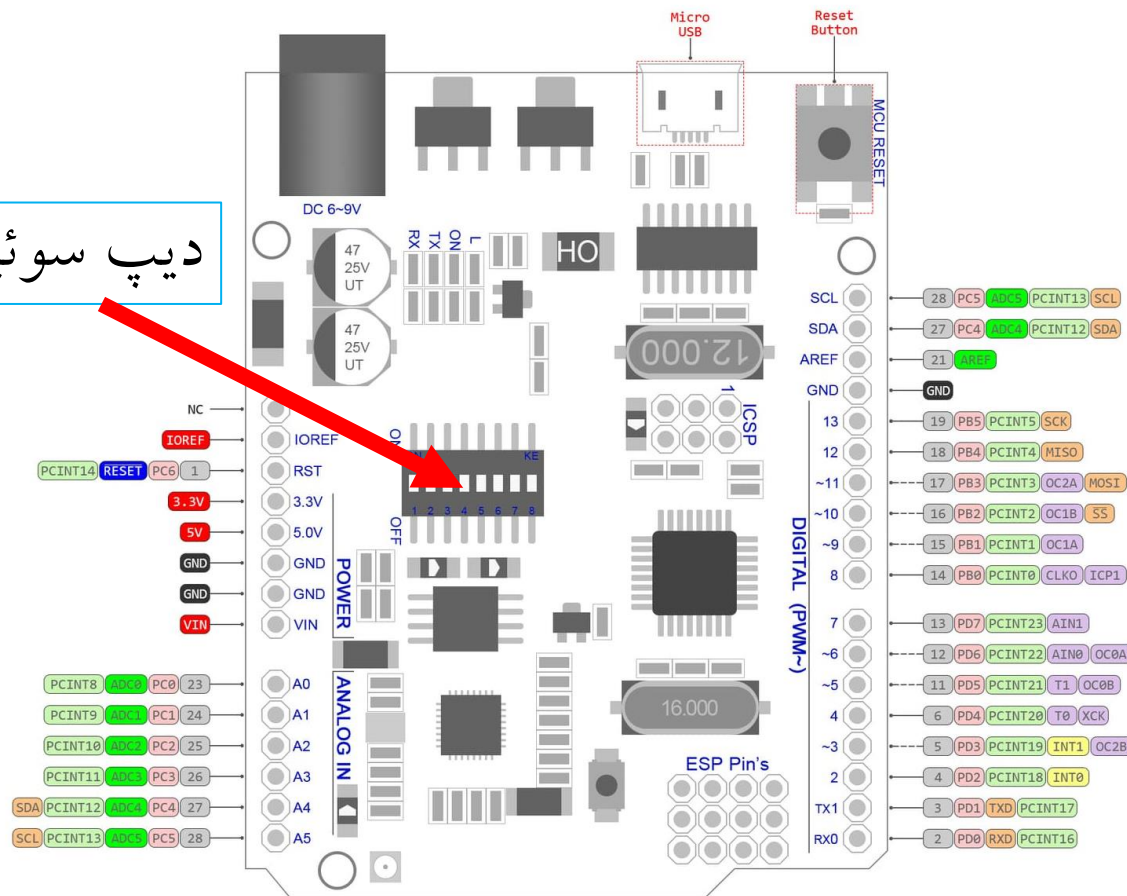 Micro
USB
Reset
Button
MCU RESET
DC 6~9V
دیپ
47
25V
UT
47
25V
UT
RX
TX
ON
L
OH
12.000
1
ICSP
NC
IOREF
IOREF
PCINT14 RESET PC6 1
RST
3.3V
3.3V
5V
5.0V
GND
GND
GND
GND
VIN
VIN
POWER
ON
KE
1 2 3 4 5 6 7 8
OFF
PCINT8 ADC0 PC0 23
A0
PCINT9 ADC1 PC1 24
A1
PCINT10 ADC2 PC2 25
A2
PCINT11 ADC3 PC3 26
A3
SDA PCINT12 ADC4 PC4 27
A4
SCL PCINT13 ADC5 PC5 28
A5
ANALOG IN
16.000
ESP Pin's
DIGITAL (PWM~)
SCL
28 PC5 ADC5 PCINT13 SCL
SDA
27 PC4 ADC4 PCINT12 SDA
AREF
21 AREF
GND
GND
13
19 PB5 PCINT5 SCK
12
18 PB4 PCINT4 MISO
~11
17 PB3 PCINT3 OC2A MOSI
~10
16 PB2 PCINT2 OC1B SS
~9
15 PB1 PCINT1 OC1A
8
14 PB0 PCINT0 CLKO ICP1
7
13 PD7 PCINT23 AIN1
~6
12 PD6 PCINT22 AIN0 OC0A
~5
11 PD5 PCINT21 T1 OC0B
4
6 PD4 PCINT20 T0 XCK
~3
5 PD3 PCINT19 INT1 OC2B
2
4 PD2 PCINT18 INT0
TX1
3 PD1 TXD PCINT17
RX0
2 PD0 RXD PCINT16